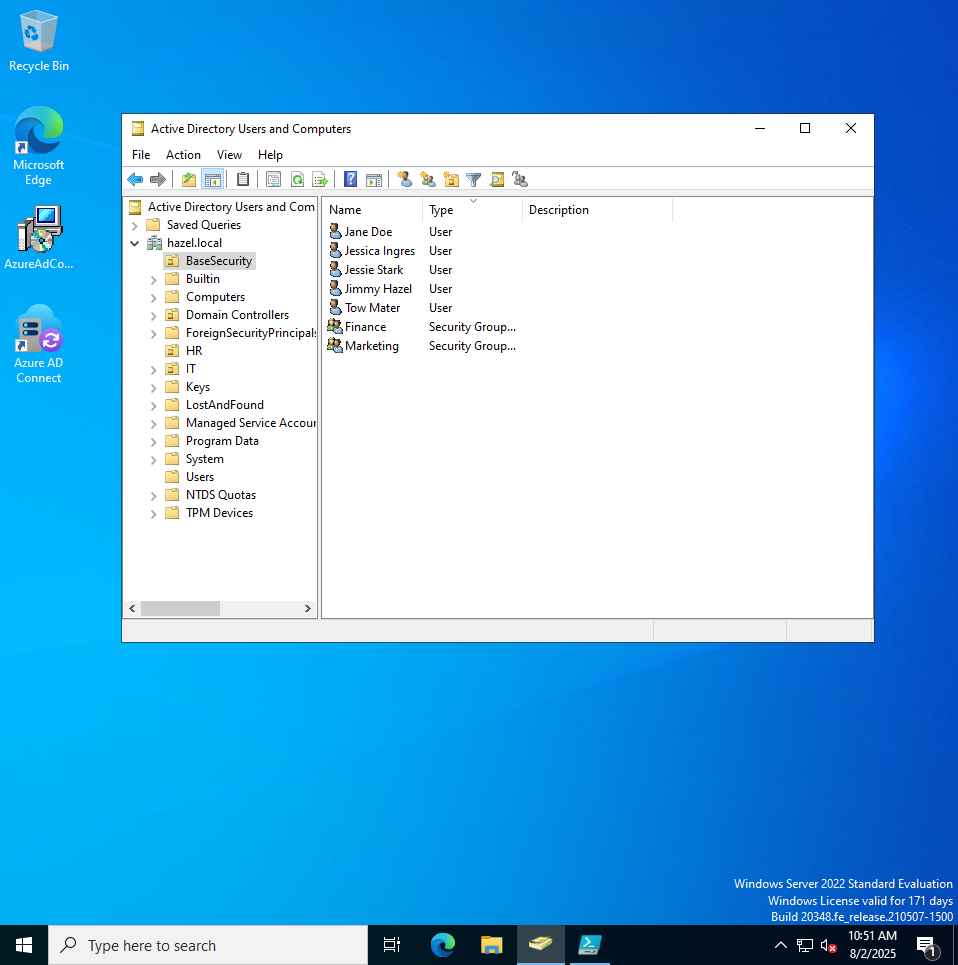 Recycle Bin
Microsoft
Edge
AzureAdCo...
Azure AD
Connect
Active Directory Users and Computers
File Action View Help
Active Directory Users and Com
Saved Queries
hazel.local
BaseSecurity
Builtin
Computers
Domain Controllers
ForeignSecurityPrincipals
HR
IT
Keys
LostAndFound
Managed Service Accour
Program Data
System
Users
NTDS Quotas
TPM Devices
Name Type Description
Jane Doe User
Jessica Ingres User
Jessie Stark User
Jimmy Hazel User
Tow Mater User
Finance Security Group...
Marketing Security Group...
Windows Server 2022 Standard Evaluation
Windows License valid for 171 days
Build 20348.fe_release.210507-1500
Type here to search
10:51 AM
8/2/2025
1